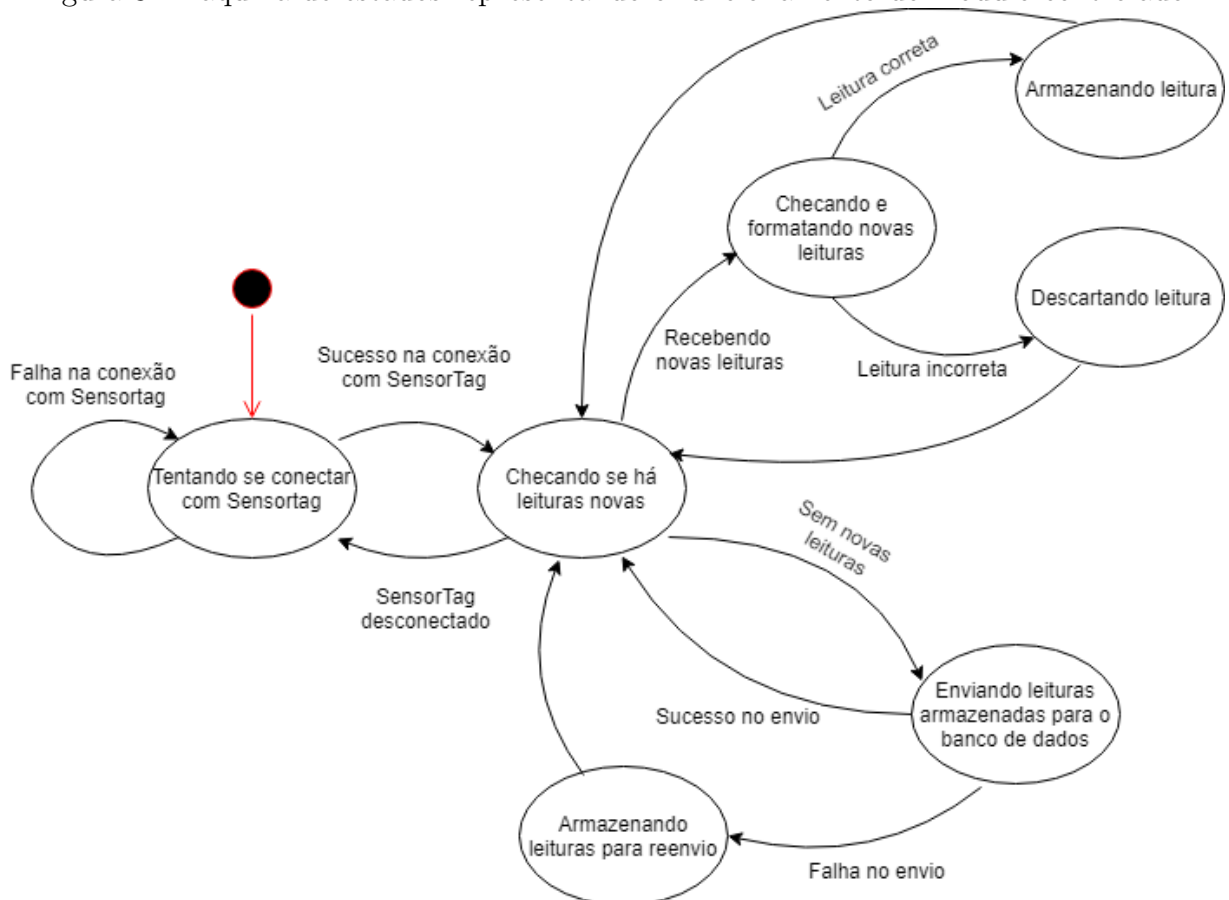 Armazenando leitura
Leitura correta
Checando e
formatando novas
leituras
Descartando leitura
Recebendo
novas leituras
Leitura incorreta
Sucesso na conexão
com SensorTag
Falha na conexão
com Sensortag
Tentando se conectar
com Sensortag
Checando se há
leituras novas
SensorTag
desconectado
Sem novas
leituras
Enviando leituras
armazenadas para o
banco de dados
Sucesso no envio
Armazenando
leituras para reenvio
Falha no envio